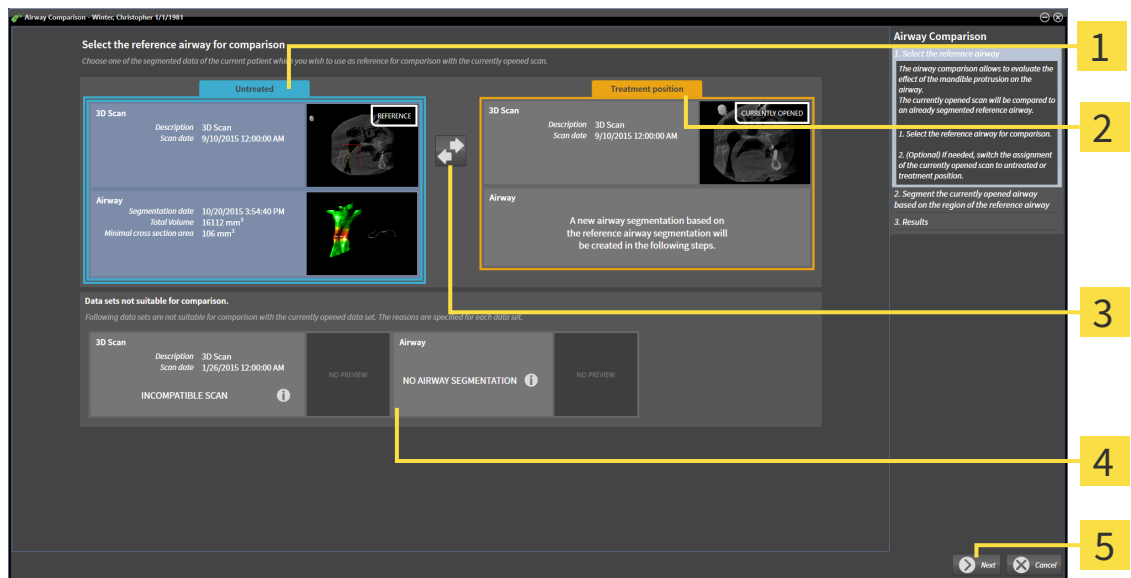 Airway Comparison - Winter, Christopher 1/1/1981
Select the reference airway for comparison
Choose one of the segmented data of the current patient which you wish to use as reference for comparison with the currently opened scan.
Untreated
3D Scan
Description 3D Scan
Scan date 9/10/2015 12:00:00 AM
REFERENCE
Airway
Segmentation date 10/20/2015 3:54:40 PM
Total Volume 16112 mm³
Minimal cross section area 106 mm²
Treatment position
3D Scan
Description 3D Scan
Scan date 9/10/2015 12:00:00 AM
CURRENTLY OPENED
Airway
A new airway segmentation based on
the reference airway segmentation will
be created in the following steps.
Data sets not suitable for comparison.
Following data sets are not suitable for comparison with the currently opened data set. The reasons are specified for each data set.
3D Scan
Description 3D Scan
Scan date 1/26/2015 12:00:00 AM
INCOMPATIBLE SCAN
NO PREVIEW
Airway
NO AIRWAY SEGMENTATION
NO PREVIEW
Airway Comparison
1. Select the reference airway
The airway comparison allows to evaluate the
effect of the mandible protrusion on the
airway.
The currently opened scan will be compared to
an already segmented reference airway.
1. Select the reference airway for comparison.
2. (Optional) If needed, switch the assignment
of the currently opened scan to untreated or
treatment position.
2. Segment the currently opened airway
based on the region of the reference airway
3. Results
Next
Cancel
1
2
3
4
5